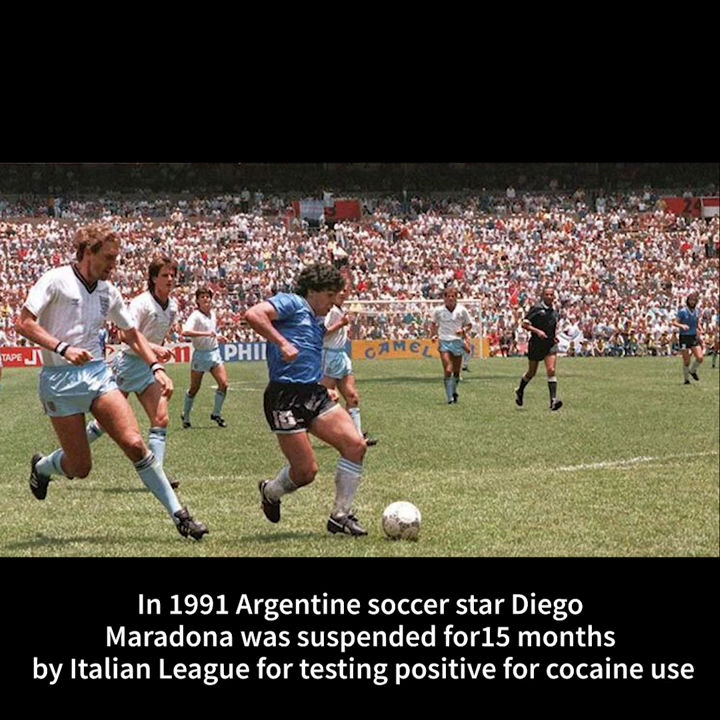 24
TAPE
PHIL
CAMEL
In 1991 Argentine soccer star Diego
Maradona was suspended for15 months
by Italian League for testing positive for cocaine use